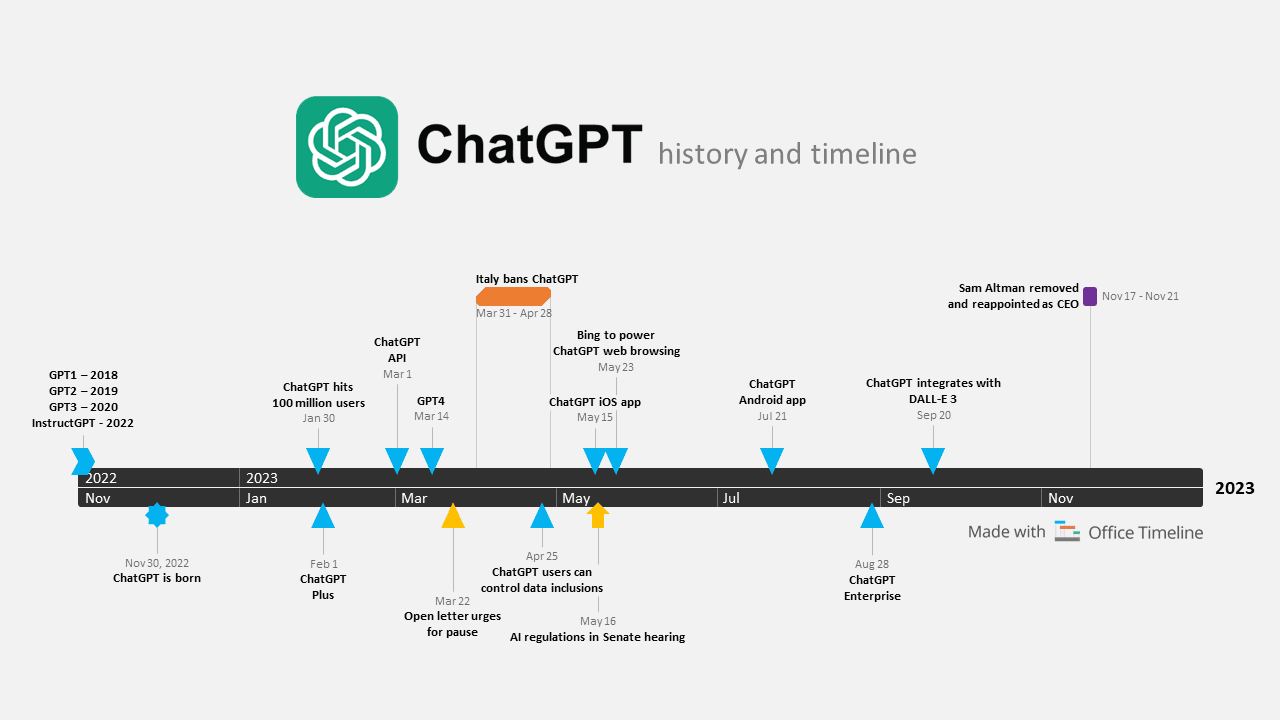 ChatGPT history and timeline
Italy bans ChatGPT
Mar 31 - Apr 28
Sam Altman removed
and reappointed as CEO
Nov 17 - Nov 21
Bing to power
ChatGPT web browsing
May 23
ChatGPT
API
Mar 1
GPT1 – 2018
GPT2 – 2019
GPT3 – 2020
InstructGPT - 2022
ChatGPT hits
100 million users
Jan 30
GPT4
Mar 14
ChatGPT iOS app
May 15
ChatGPT
Android app
Jul 21
ChatGPT integrates with
DALL-E 3
Sep 20
2022 2023
Nov Jan Mar May Jul Sep Nov
2023
Made with Office Timeline
Nov 30, 2022
ChatGPT is born
Feb 1
ChatGPT
Plus
Mar 22
Open letter urges
for pause
Apr 25
ChatGPT users can
control data inclusions
May 16
AI regulations in Senate hearing
Aug 28
ChatGPT
Enterprise